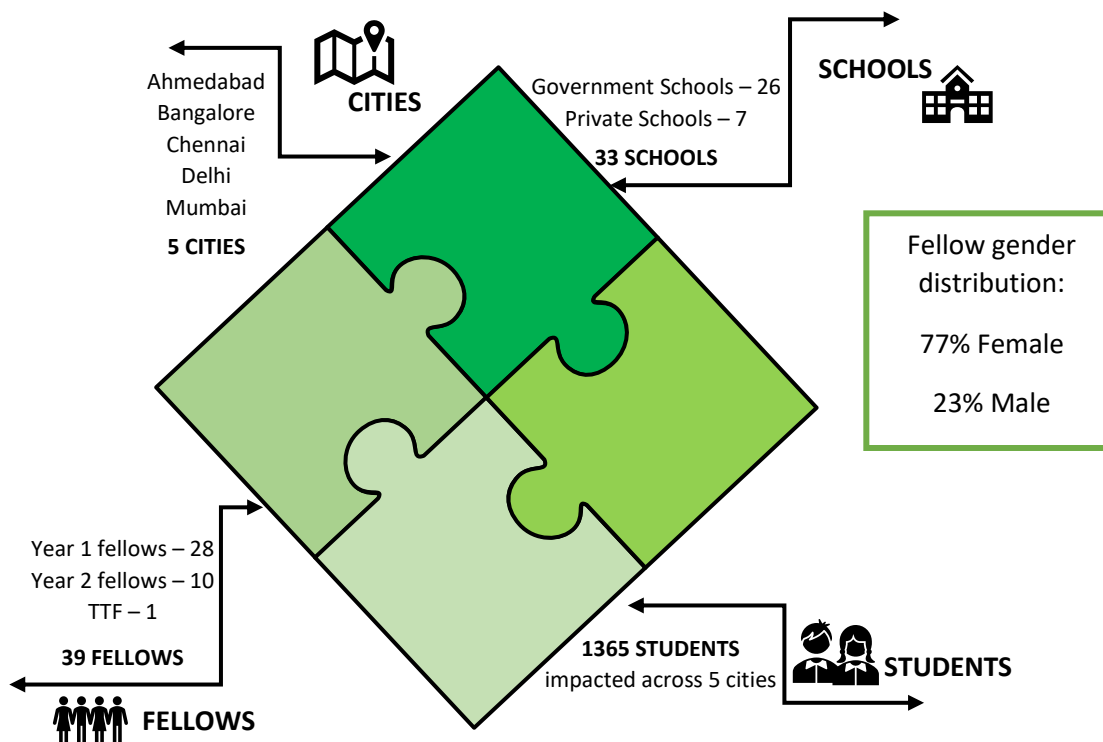 Ahmedabad
Bangalore
Chennai
Delhi
Mumbai
5 CITIES
CITIES
Government Schools – 26
Private Schools – 7
33 SCHOOLS
SCHOOLS
Fellow gender
distribution:
77% Female
23% Male
Year 1 fellows – 28
Year 2 fellows – 10
TTF – 1
39 FELLOWS
FELLOWS
1365 STUDENTS
impacted across 5 cities
STUDENTS